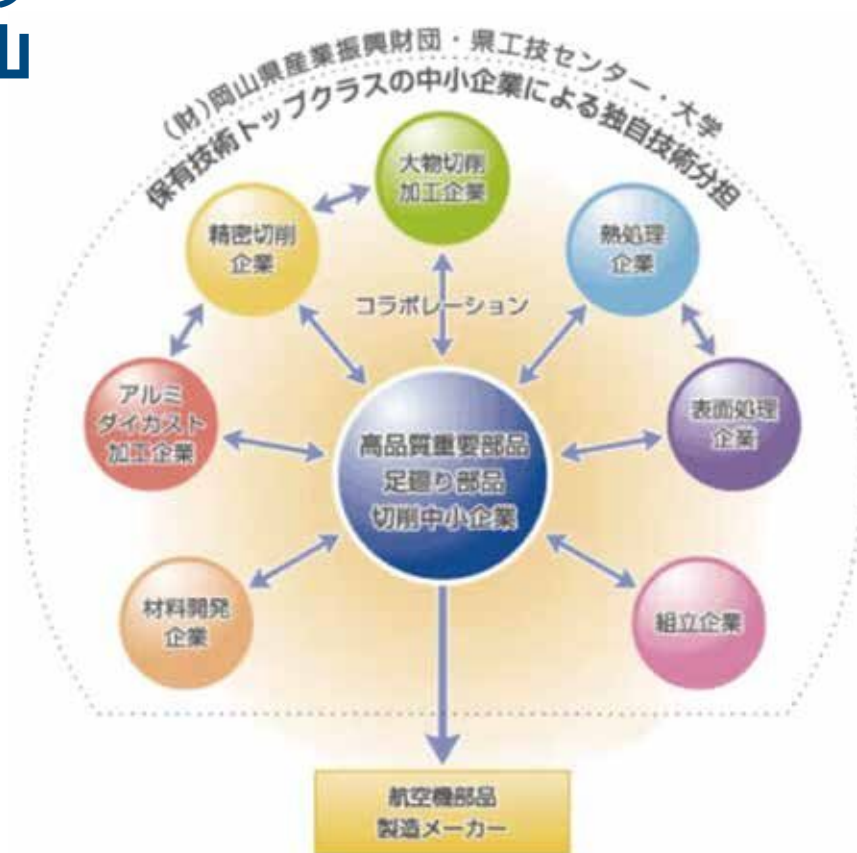 山
(財)岡山県産業振興財団・県工技センター・大学
保有技術トップクラスの中小企業による独自技術分担
大物切削
加工企業
精密切削
企業
熱処理
企業
コラボレーション
アルミ
ダイカスト
加工企業
表面処理
企業
高品質重要部品
足廻り部品
切削中小企業
材料開発
企業
組立企業
航空機部品
製造メーカー